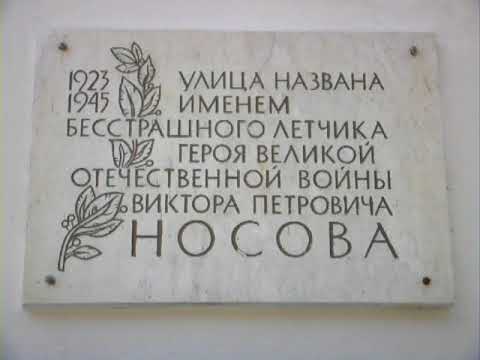 1923 УЛИЦА НАЗВАНА
1945 ИМЕНЕМ
БЕССТРАШНОГО ЛЕТЧИКА
ГЕРОЯ ВЕЛИКОЙ
ОТЕЧЕСТВЕННОЙ ВОЙНЫ
ВИКТОРА ПЕТРОВИЧА
НОСОВА